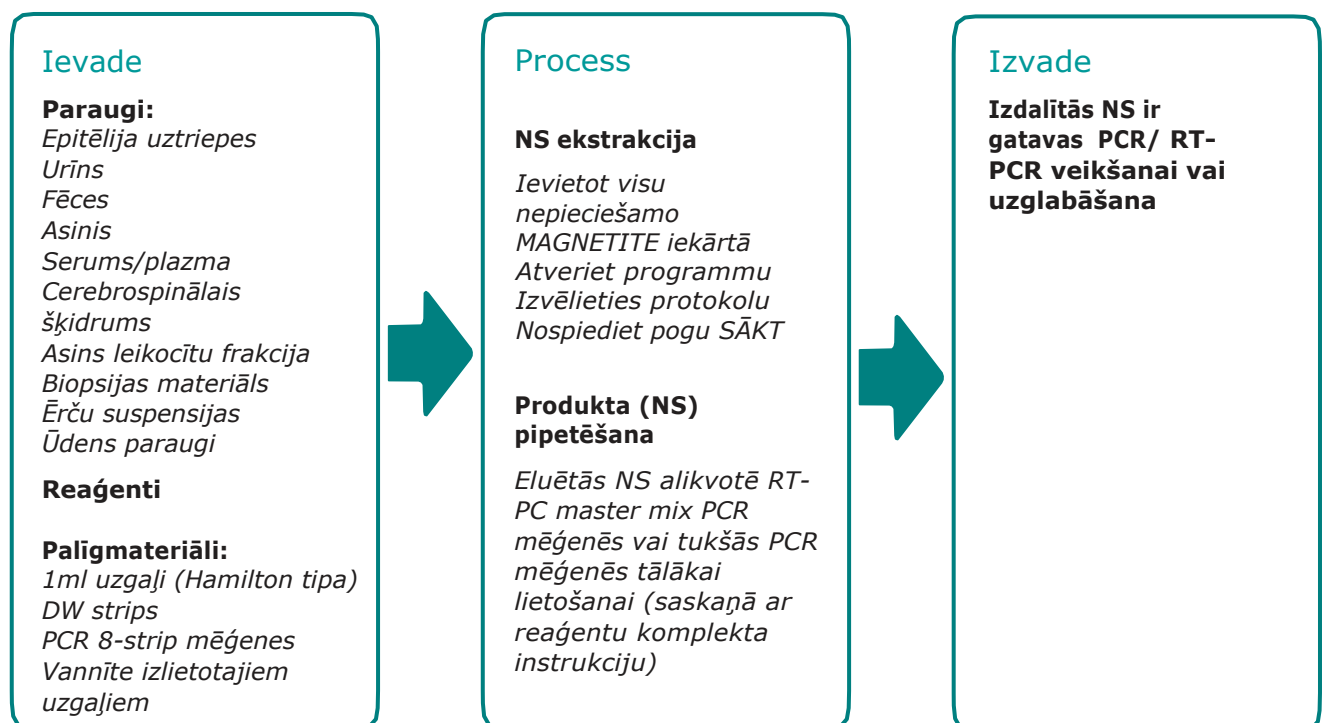 Ievade
Paraugi:
Epitēlija uztriepes
Urīns
Fēces
Asinis
Serums/plazma
Cerebrospinālais
šķidrums
Asins leikocītu frakcija
Biopsijas materiāls
Ērču suspensijas
Ūdens paraugi
Reaģenti
Palīgmateriāli:
1ml uzgaļi (Hamilton tipa)
DW strips
PCR 8-strip mēģenes
Vannīte izlietotajiem
uzgaļiem
Process
NS ekstrakcija
Ievietot visu
nepieciešamo
MAGNETITE iekārtā
Atveriet programmu
Izvēlieties protokolu
Nospiediet pogu SĀKT
Produkta (NS)
pipetēšana
Eluētās NS alikvotē RT-
PC master mix PCR
mēģenēs vai tukšās PCR
mēģenēs tālākai
lietošanai (saskaņā ar
reaģentu komplekta
instrukciju)
Izvade
Izdalītās NS ir
gatavas PCR/ RT-
PCR veikšanai vai
uzglabāšana